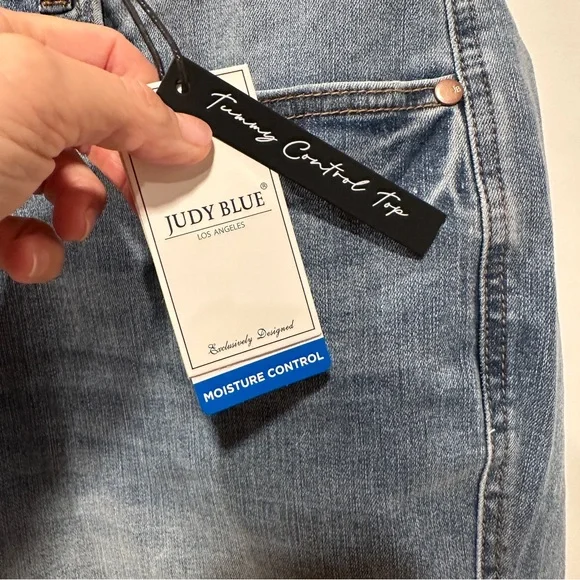 Tummy Control Top
JUDY BLUE®
LOS ANGELES
Exclusively Designed
MOISTURE CONTROL